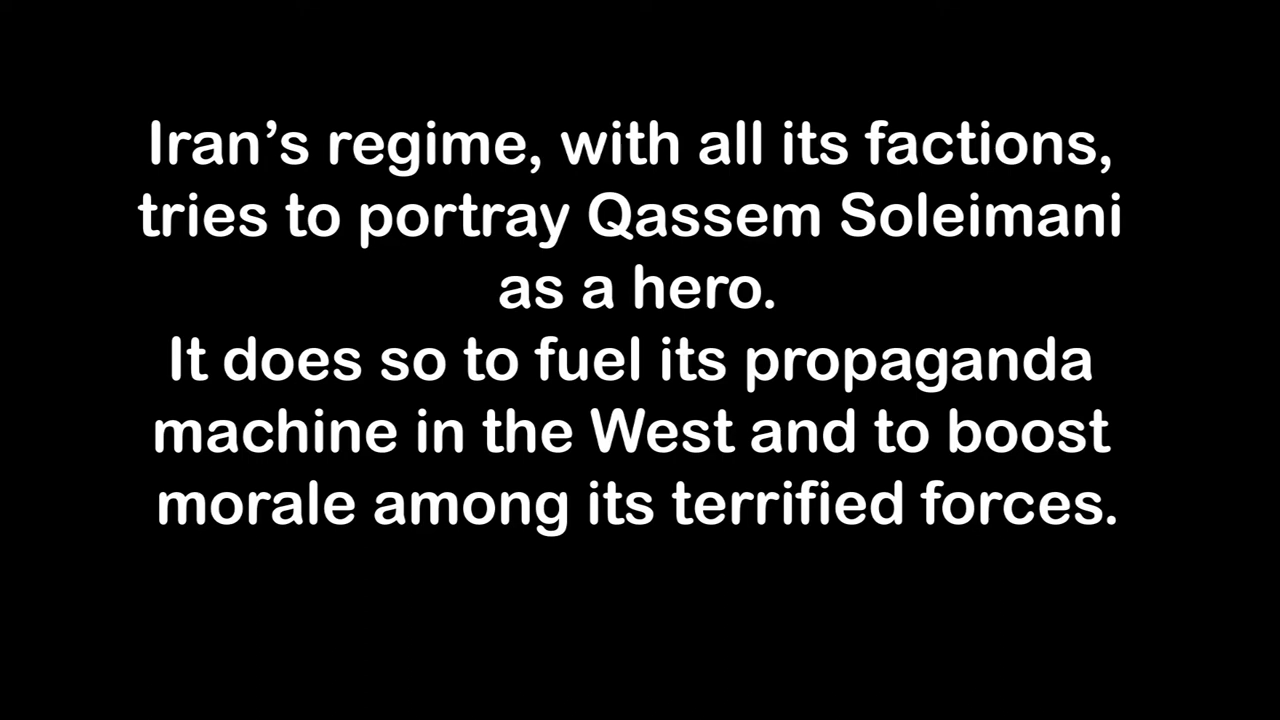 Iran’s regime, with all its factions,
tries to portray Qassem Soleimani
as a hero.
It does so to fuel its propaganda
machine in the West and to boost
morale among its terrified forces.